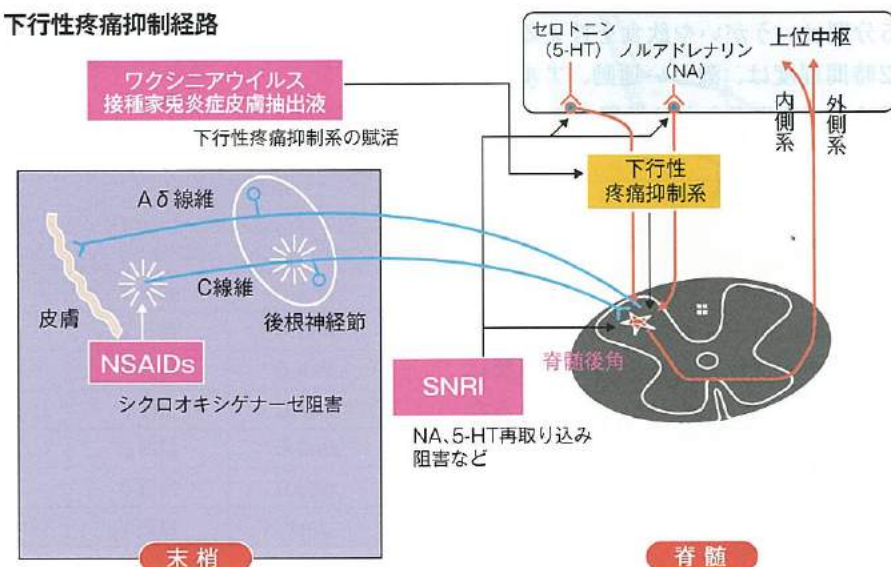 下行性疼痛抑制経路
セロトニン
(5-HT)
ノルアドレナリン
(NA)
上位中枢
内側系
外側系
ワクシニアウイルス
接種家兎炎症皮膚抽出液
下行性疼痛抑制系の賦活
下行性
疼痛抑制系
Aδ線維
C線維
皮膚
後根神経節
NSAIDs
シクロオキシゲナーゼ阻害
脊髄後角
SNRI
NA、5-HT再取り込み
阻害など
末梢
脊髄